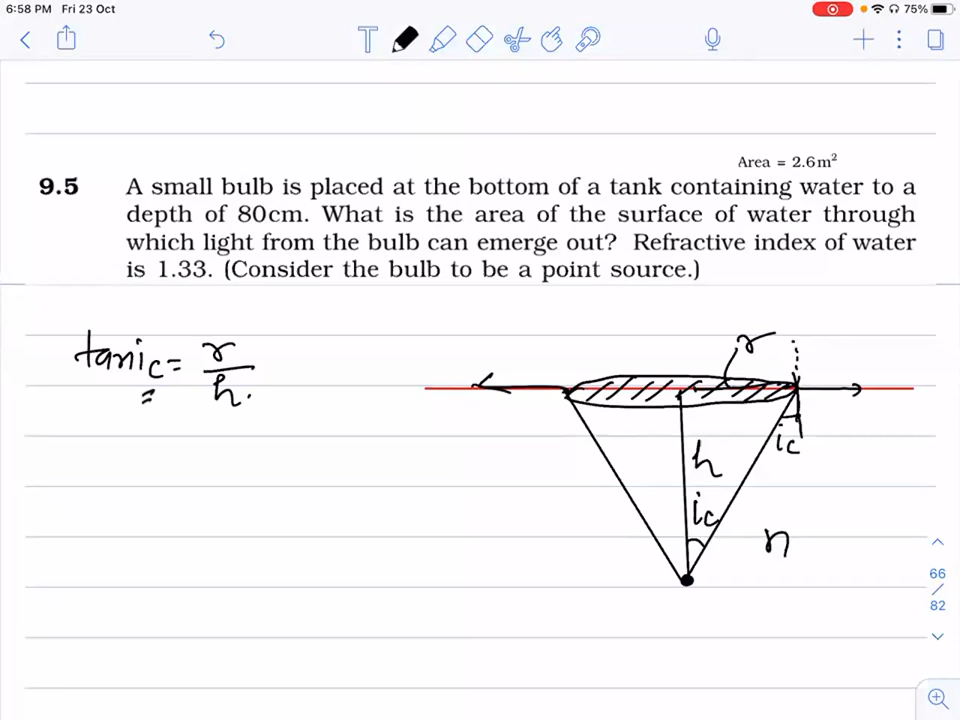 6:58 PM Fri 23 Oct 75%
T
Area = 2.6m²
9.5 A small bulb is placed at the bottom of a tank containing water to a
depth of 80cm. What is the area of the surface of water through
which light from the bulb can emerge out? Refractive index of water
is 1.33. (Consider the bulb to be a point source.)
tan ic = r/h.
r
ic
h
ic
n
66
/
82